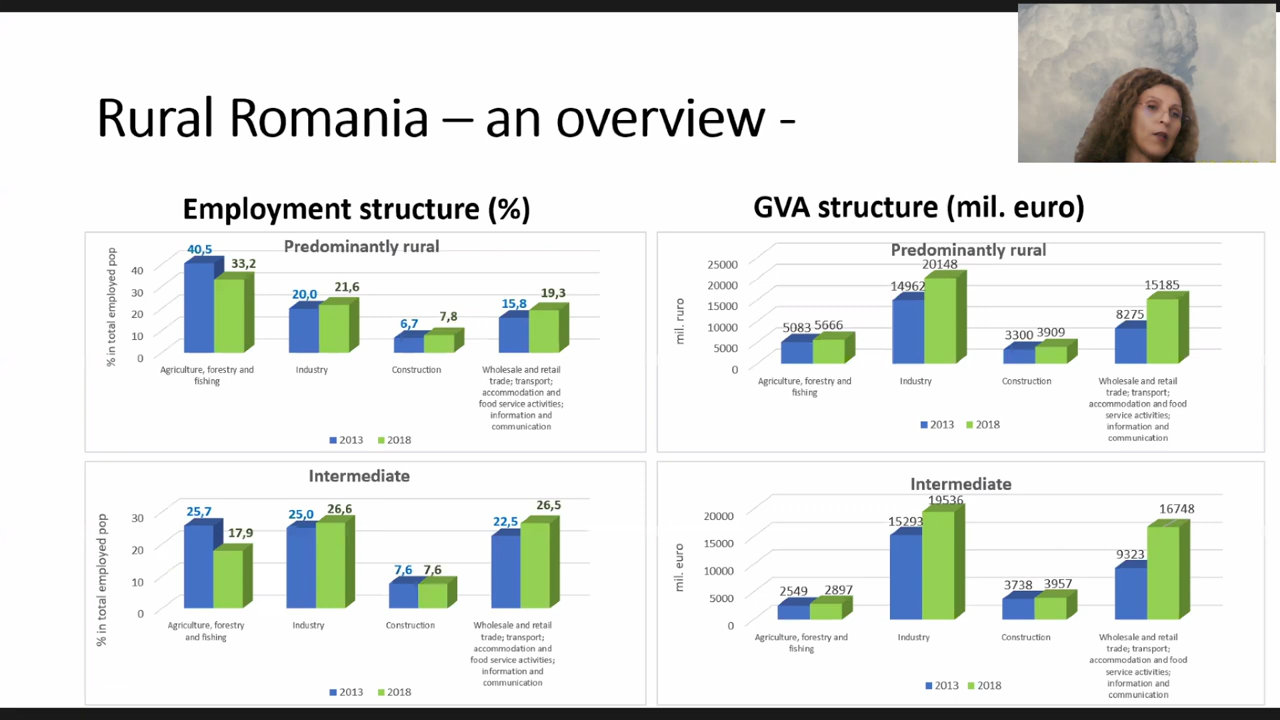 Rural Romania – an overview -
Employment structure (%)
Predominantly rural
% in total employed pop
40
30
20
10
0
40,5
33,2
20,0
21,6
6,7
7,8
15,8
19,3
Agriculture, forestry and
fishing
Industry
Construction
Wholesale and retail
trade; transport;
accommodation and
food service activities;
information and
communication
2013 2018
Intermediate
% in total employed pop
30
20
10
0
25,7
17,9
25,0
26,6
7,6
7,6
22,5
26,5
Agriculture, forestry
and fishing
Industry
Construction
Wholesale and retail
trade; transport;
accommodation and
food service activities;
information and
communication
2013 2018
GVA structure (mil. euro)
Predominantly rural
mil. ruro
25000
20000
15000
10000
5000
0
5083
5666
14962
20148
3300
3909
8275
15185
Agriculture, forestry and
fishing
Industry
Construction
Wholesale and retail
trade; transport;
accommodation and food
service activities;
information and
communication
2013 2018
Intermediate
mil. euro
20000
15000
10000
5000
0
2549
2897
15293
19536
3738
3957
9323
16748
Agriculture, forestry and
fishing
Industry
Construction
Wholesale and retail
trade; transport;
accommodation and food
service activities;
information and
communication
2013 2018